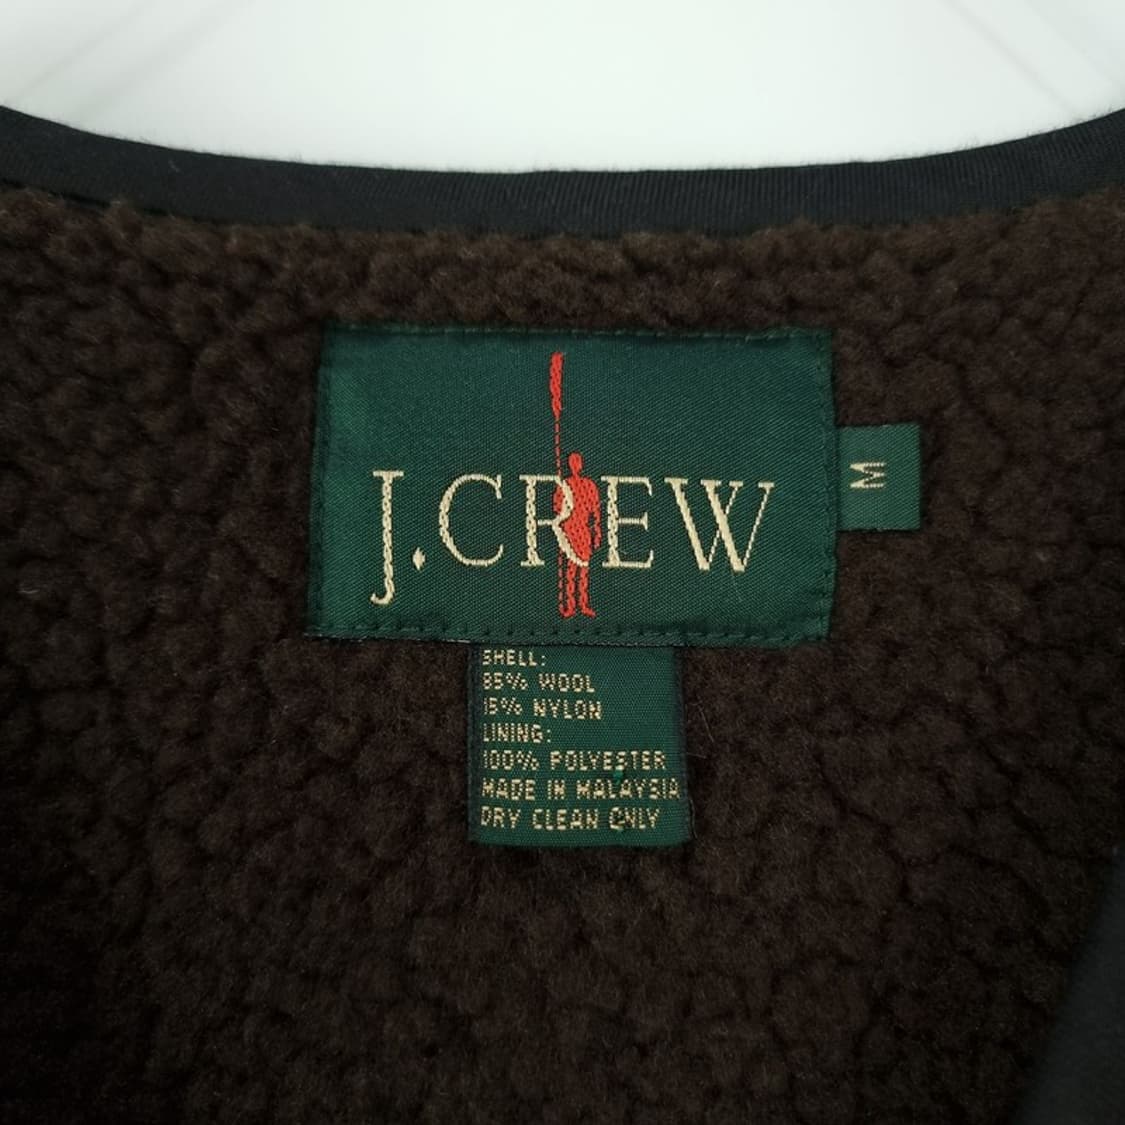 J.CREW
M
SHELL:
85% WOOL
15% NYLON
LINING:
100% POLYESTER
MADE IN MALAYSIA
DRY CLEAN ONLY